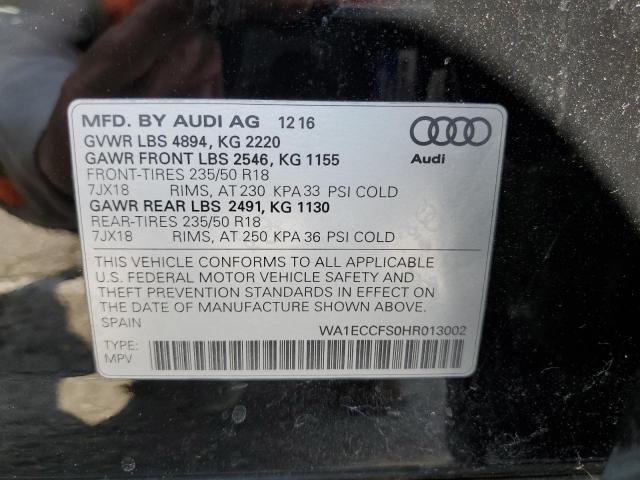 MFD. BY AUDI AG 12 16
GVWR LBS 4894, KG 2220
GAWR FRONT LBS 2546, KG 1155
FRONT-TIRES 235/50 R18
7JX18 RIMS, AT 230 KPA 33 PSI COLD
GAWR REAR LBS 2491, KG 1130
REAR-TIRES 235/50 R18
7JX18 RIMS, AT 250 KPA 36 PSI COLD
Audi
THIS VEHICLE CONFORMS TO ALL APPLICABLE
U.S. FEDERAL MOTOR VEHICLE SAFETY AND
THEFT PREVENTION STANDARDS IN EFFECT ON
THE DATE OF MANUFACTURE SHOWN ABOVE.
SPAIN
WA1ECCFS0HR013002
TYPE:
MPV